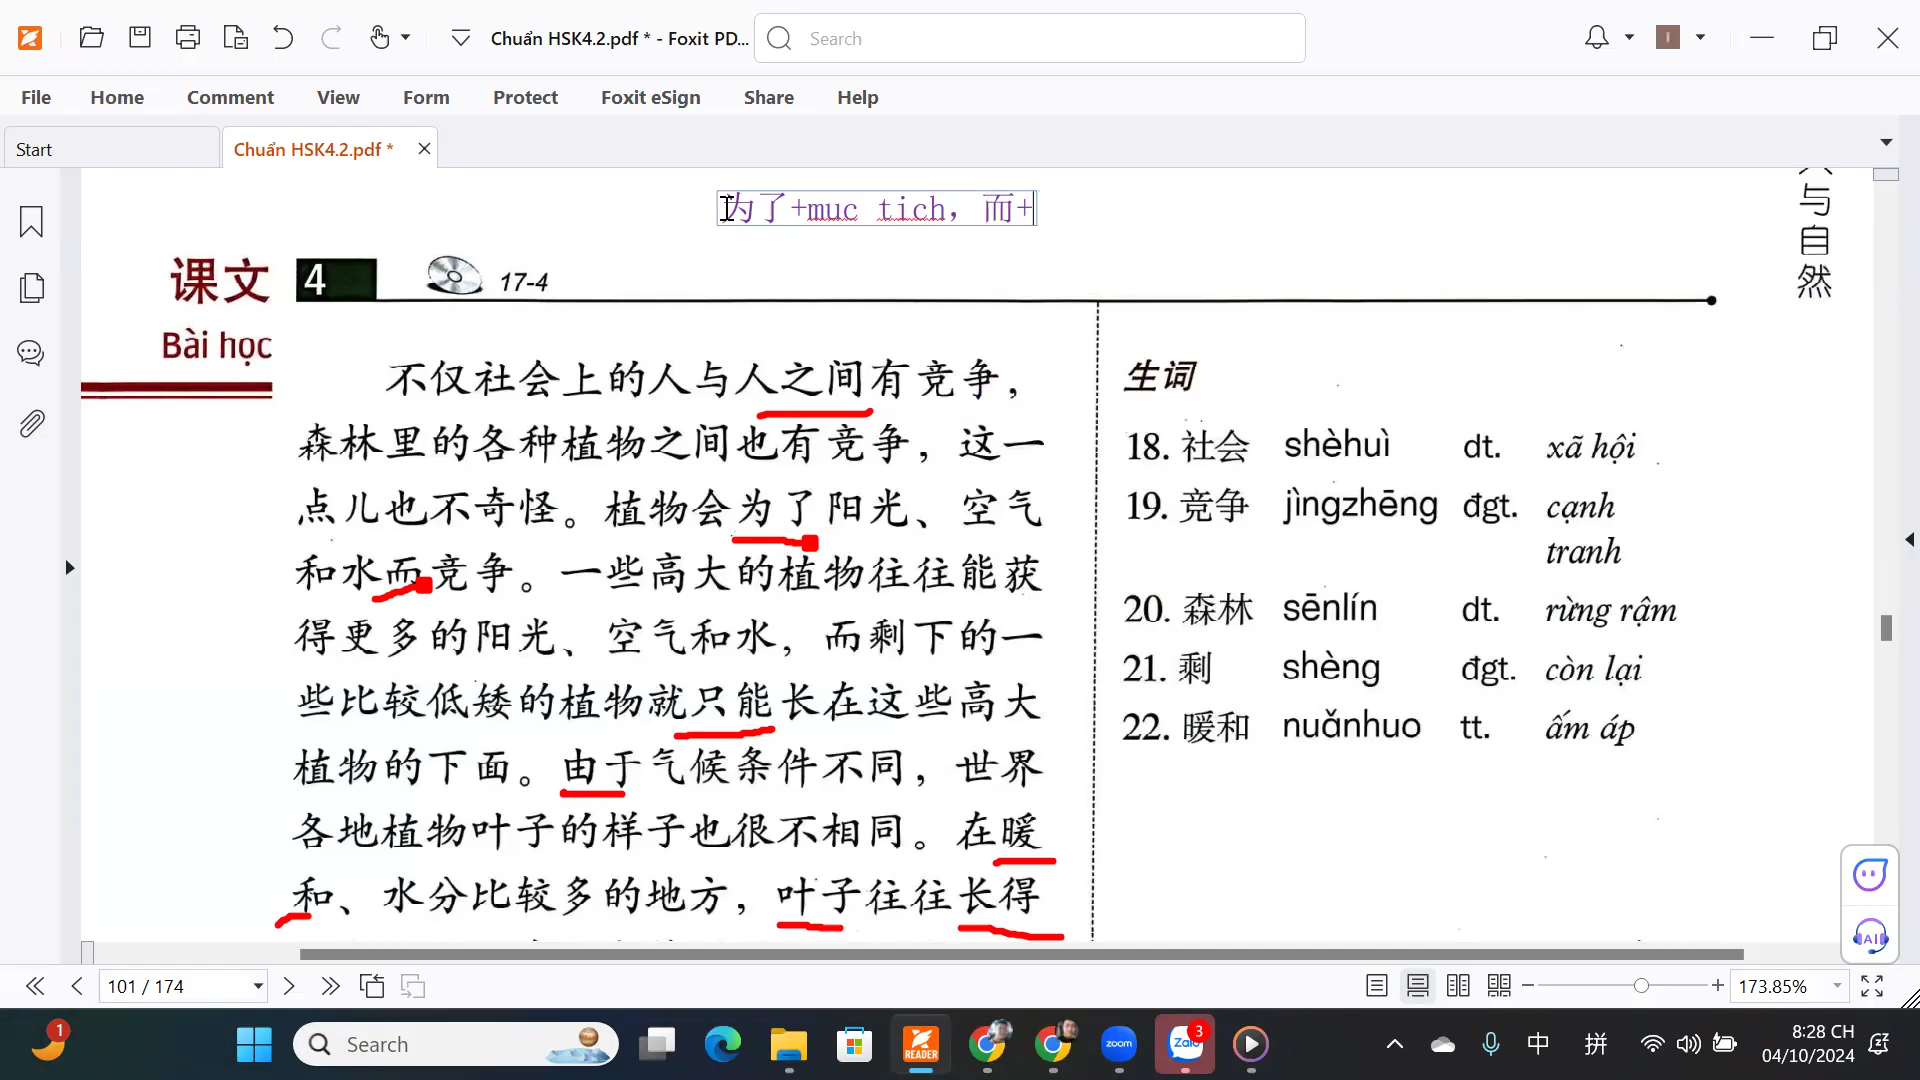 Chuẩn HSK4.2.pdf * - Foxit PD...
Search
File Home Comment View Form Protect Foxit eSign Share Help
Start
Chuẩn HSK4.2.pdf *
为了+muc tich, 而+
与自然
课文 4 17-4
Bài học
不仅社会上的人与人之间有竞争，
森林里的各种植物之间也有竞争，这一
点儿也不奇怪。植物会为了阳光、空气
和水而竞争。一些高大的植物往往能获
得更多的阳光、空气和水，而剩下的一
些比较低矮的植物就只能长在这些高大
植物的下面。由于气候条件不同，世界
各地植物叶子的样子也很不相同。在暖
和、水分比较多的地方，叶子往往长得
生词
18. 社会 shèhuì dt. xã hội
19. 竞争 jìngzhēng đgt. cạnh
tranh
20. 森林 sēnlín dt. rừng rậm
21. 剩 shèng đgt. còn lại
22. 暖和 nuǎnhuo tt. ấm áp
AI
101 / 174
173.85%
1
Search
READER
zoom
Zalo
3
中
拼
8:28 CH
04/10/2024